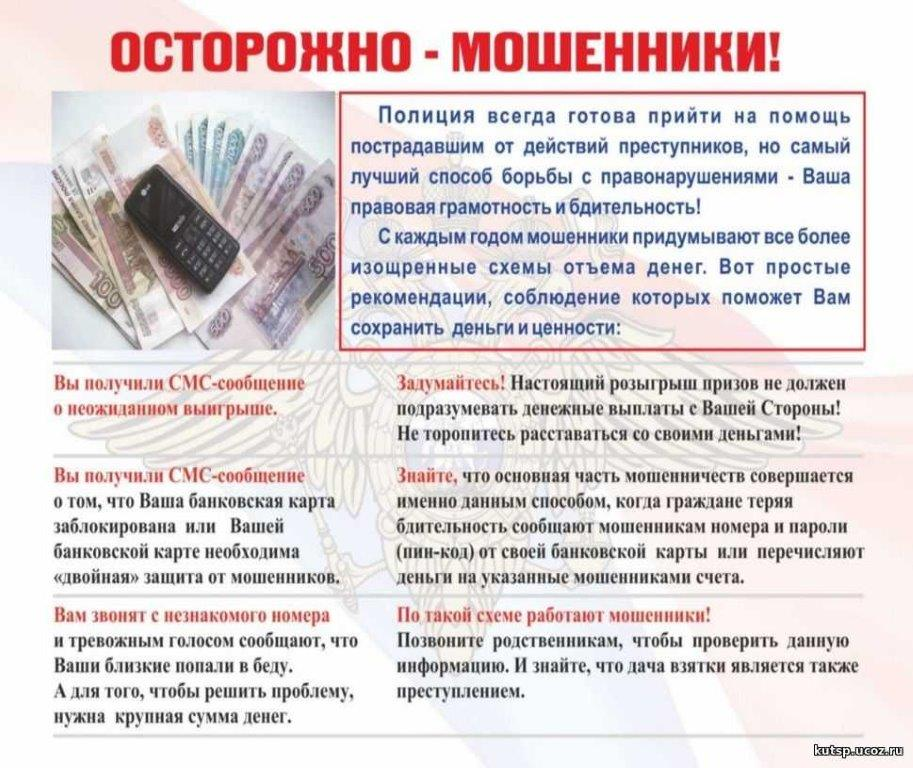 ОСТОРОЖНО - МОШЕННИКИ!
Полиция всегда готова прийти на помощь
пострадавшим от действий преступников, но самый
лучший способ борьбы с правонарушениями - Ваша
правовая грамотность и бдительность!
С каждым годом мошенники придумывают все более
изощренные схемы отъема денег. Вот простые
рекомендации, соблюдение которых поможет Вам
сохранить деньги и ценности:
Вы получили СМС-сообщение
о неожиданном выигрыше.
Задумайтесь! Настоящий розыгрыш призов не должен
подразумевать денежные выплаты с Вашей Стороны!
Не торопитесь расставаться со своими деньгами!
Вы получили СМС-сообщение
о том, что Ваша банковская карта
заблокирована или Вашей
банковской карте необходима
«двойная» защита от мошенников.
Знайте, что основная часть мошенничеств совершается
именно данным способом, когда граждане теряя
бдительность сообщают мошенникам номера и пароли
(пин-код) от своей банковской карты или перечисляют
деньги на указанные мошенниками счета.
Вам звонят с незнакомого номера
и тревожным голосом сообщают, что
Ваши близкие попали в беду.
А для того, чтобы решить проблему,
нужна крупная сумма денег.
По такой схеме работают мошенники!
Позвоните родственникам, чтобы проверить данную
информацию. И знайте, что дача взятки является также
преступлением.
kutsp.ucoz.ru